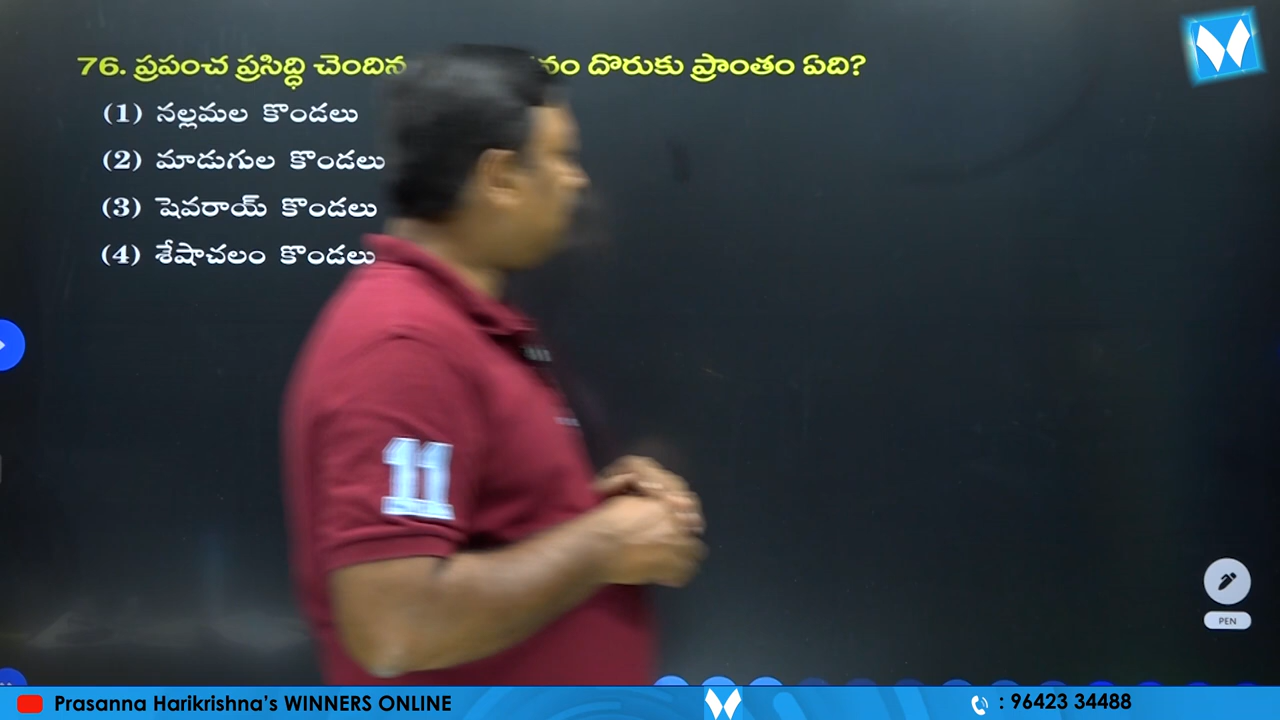 76. ప్రపంచ ప్రసిద్ధి చెందిన దొరుకు ప్రాంతం ఏది?
(1) నల్లమల కొండలు
(2) మాడుగుల కొండలు
(3) షెవరాయ్ కొండలు
(4) శేషాచలం కొండలు
11
PEN
Prasanna Harikrishna's WINNERS ONLINE
W
: 96423 34488